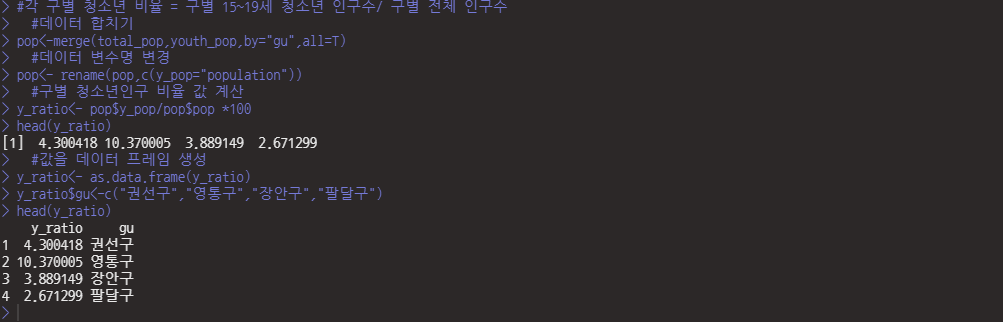 > #각 구별 청소년 비율 = 구별 15~19세 청소년 인구수/ 구별 전체 인구수
>   #데이터 합치기
> pop<-merge(total_pop,youth_pop,by="gu",all=T)
>   #데이터 변수명 변경
> pop<- rename(pop,c(y_pop="population"))
>   #구별 청소년인구 비율 값 계산
> y_ratio<- pop$y_pop/pop$pop *100
> head(y_ratio)
[1]  4.300418 10.370005  3.889149  2.671299
>   #값을 데이터 프레임 생성
> y_ratio<- as.data.frame(y_ratio)
> y_ratio$gu<-c("권선구","영통구","장안구","팔달구")
> head(y_ratio)
    y_ratio     gu
1  4.300418 권선구
2 10.370005 영통구
3  3.889149 장안구
4  2.671299 팔달구
>